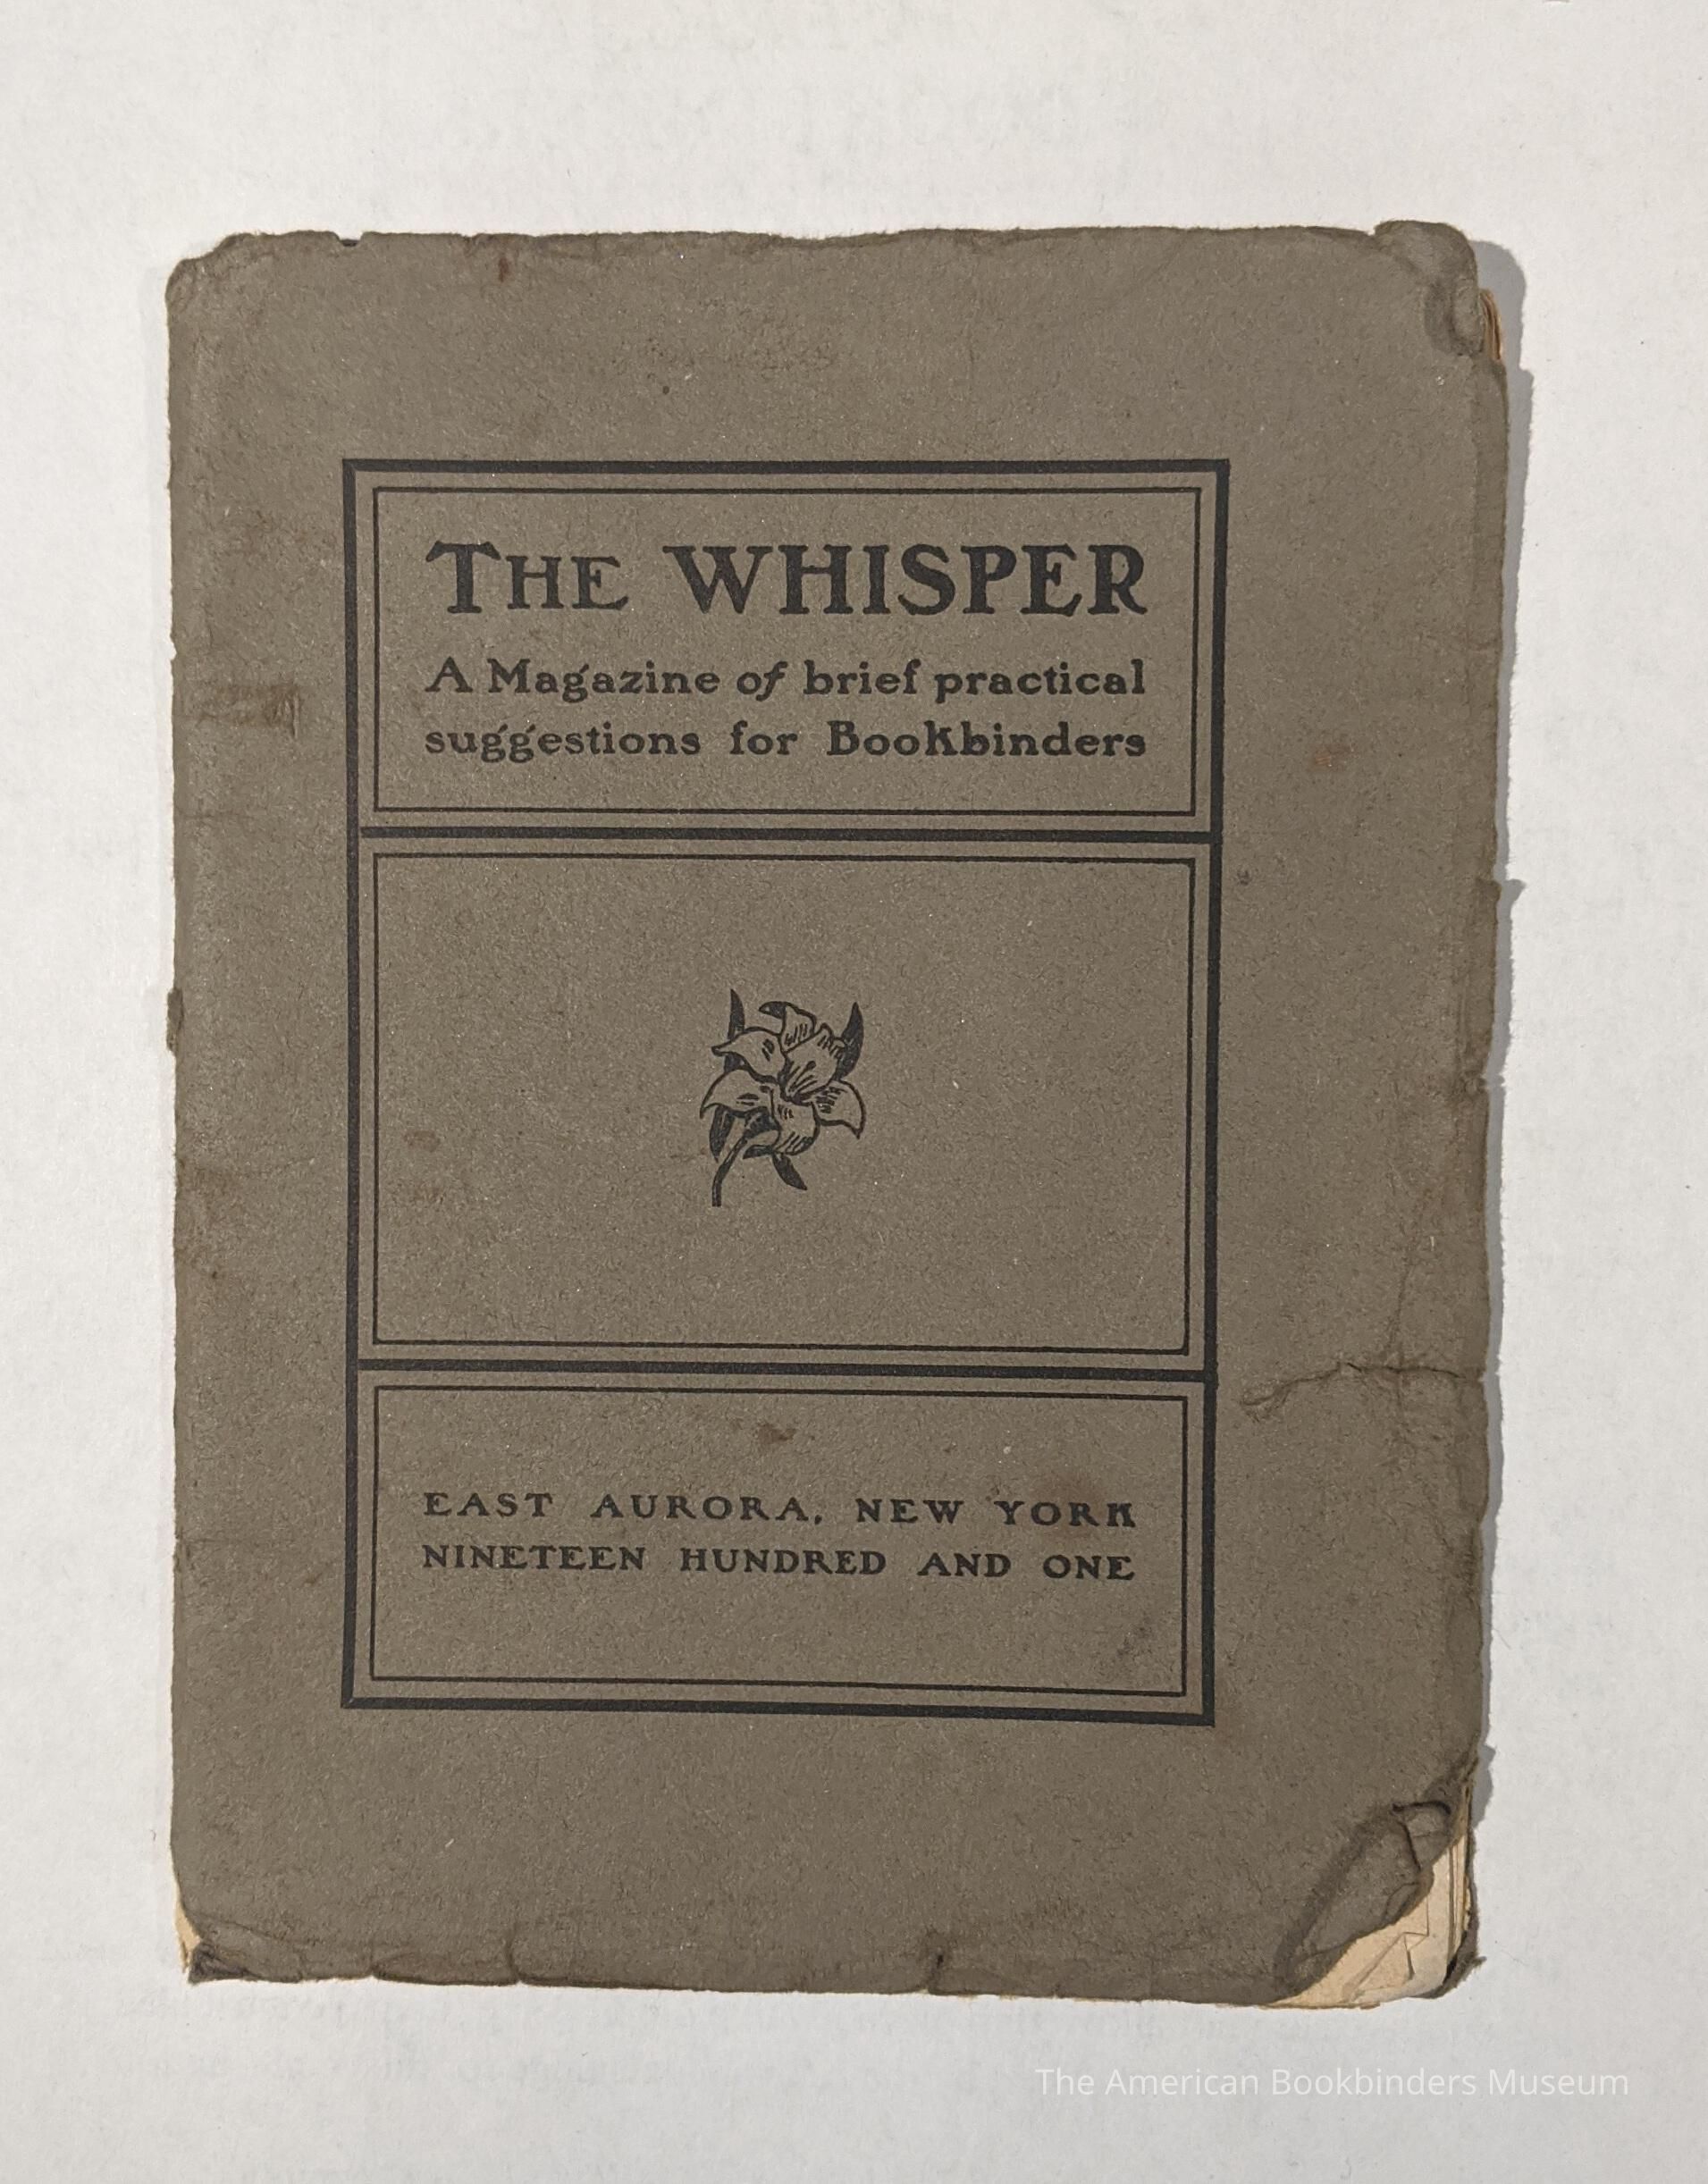 THE WHISPER
A Magazine of brief practical
suggestions for Bookbinders
EAST AURORA, NEW YORK
NINETEEN HUNDRED AND ONE
The American Bookbinders Museum